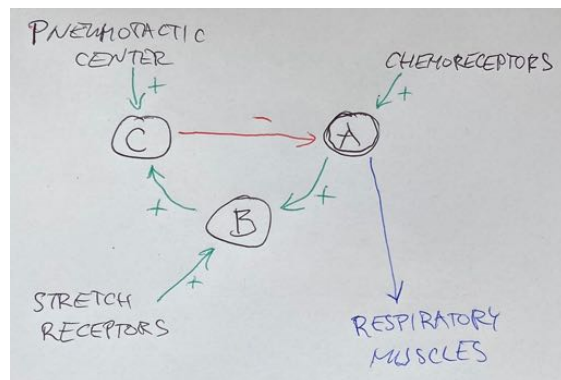 PNEUMOTACTIC
CENTER
CHEMORECEPTORS
+
+
-
C
A
+
+
B
+
STRETCH
RECEPTORS
RESPIRATORY
MUSCLES